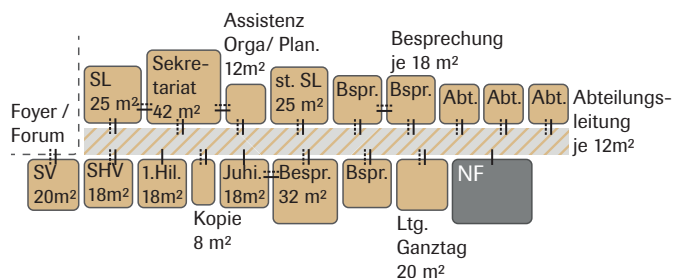 Assistenz
Orga/ Plan.
12m²
Besprechung
je 18 m²
SL
25 m²
Sekre-
tariat
42 m²
st. SL
25 m²
Bspr.
Bspr.
Abt.
Abt.
Abt.
Abteilungs-
leitung
je 12m²
Foyer /
Forum
SV
20m²
SHV
18m²
1.Hil.
18m²
Kopie
8 m²
Juni.
18m²
Bespr.
32 m²
Bspr.
Ltg.
Ganztag
20 m²
NF